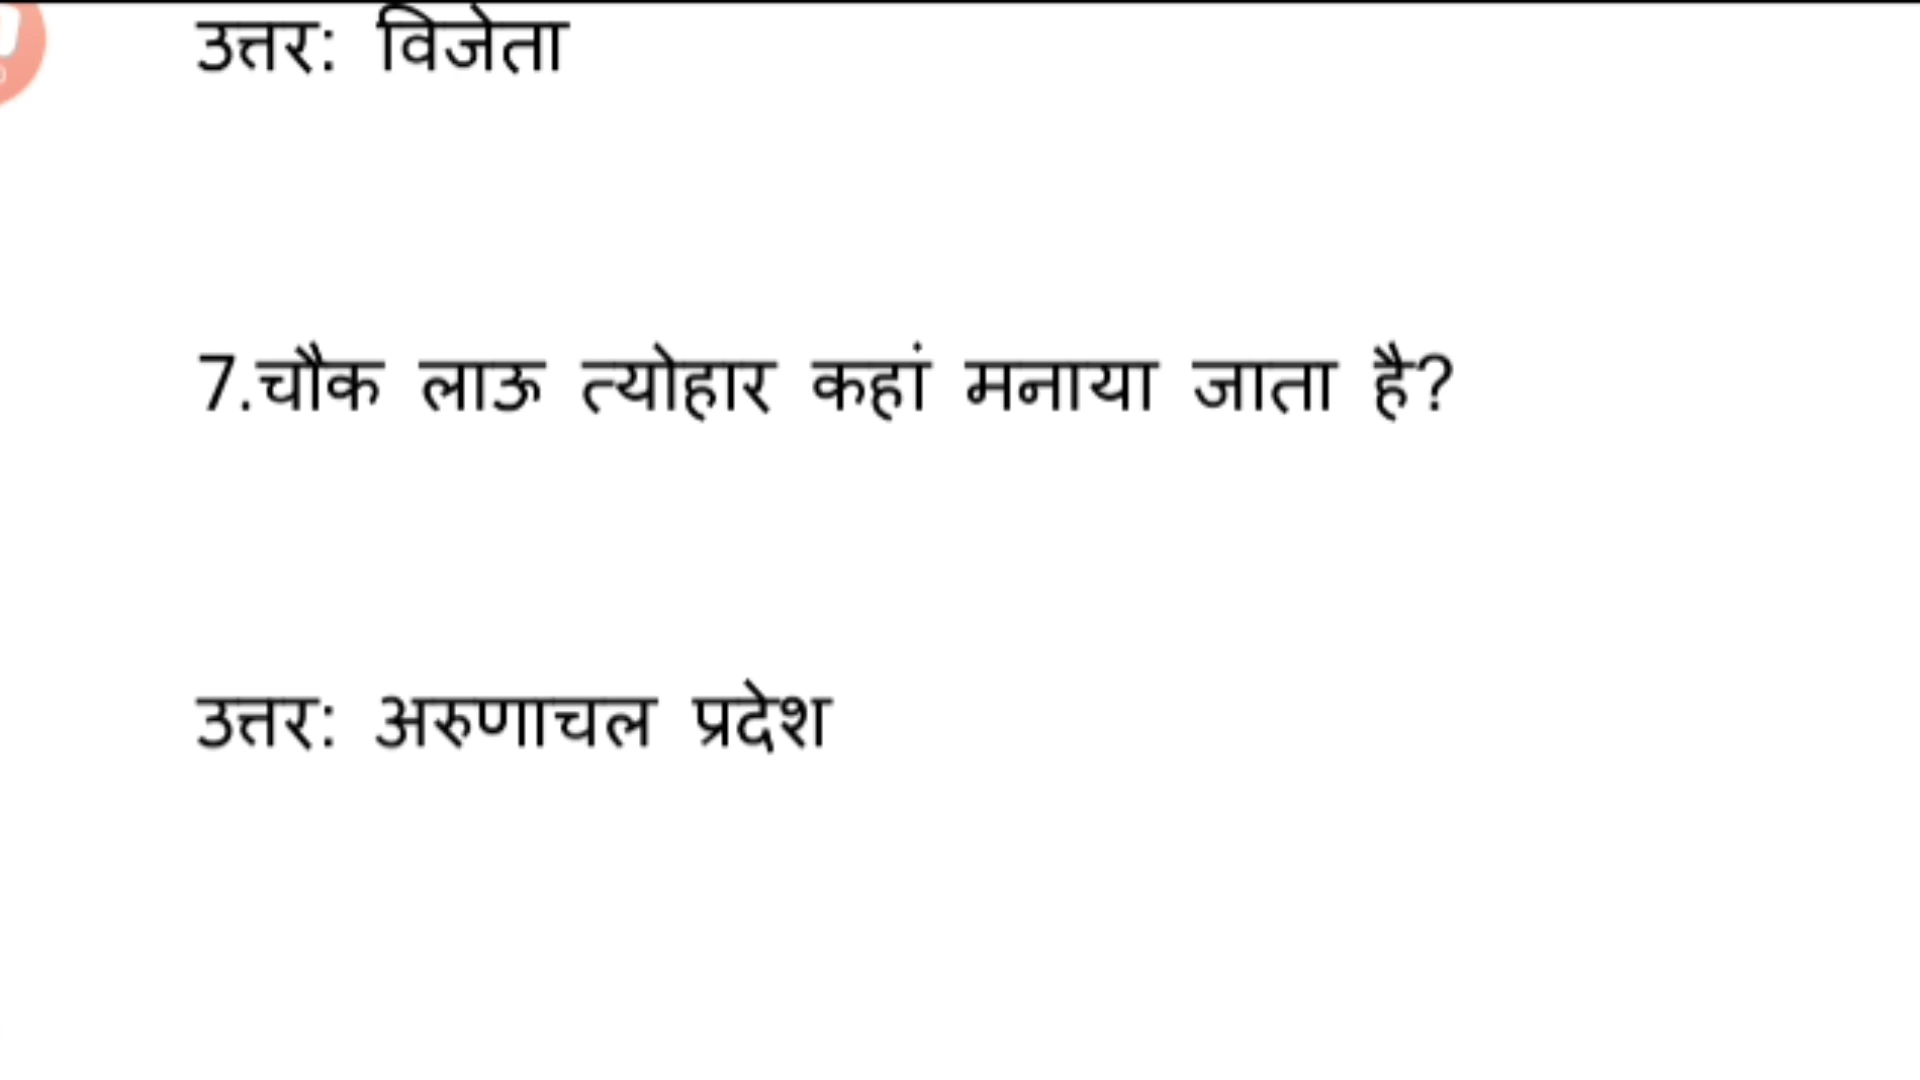 उत्तर: विजेता
7.चौक लाऊ त्योहार कहां मनाया जाता है?
उत्तर: अरुणाचल प्रदेश